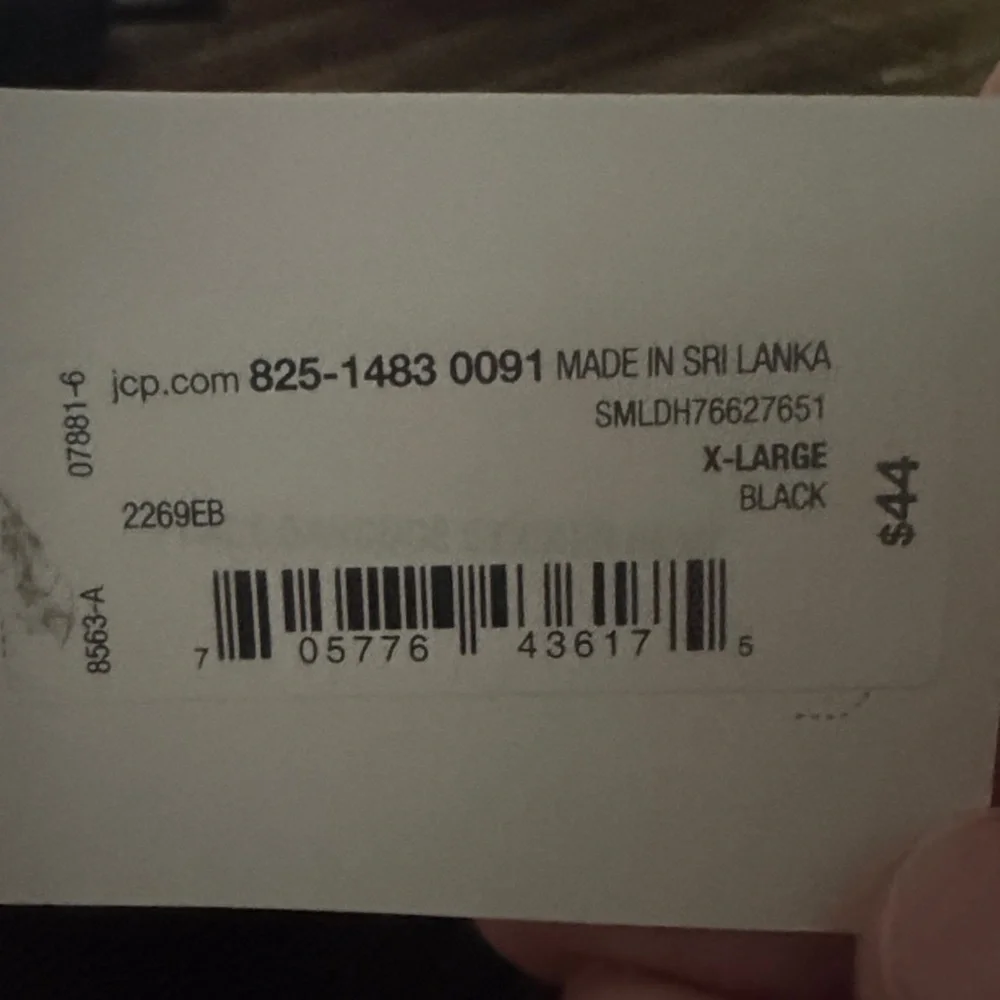 jcp.com 825-1483 0091 MADE IN SRI LANKA
SMLDH76627651
X-LARGE
BLACK
2269EB
07881-6
8563-A
$44
7 05776 43617 5